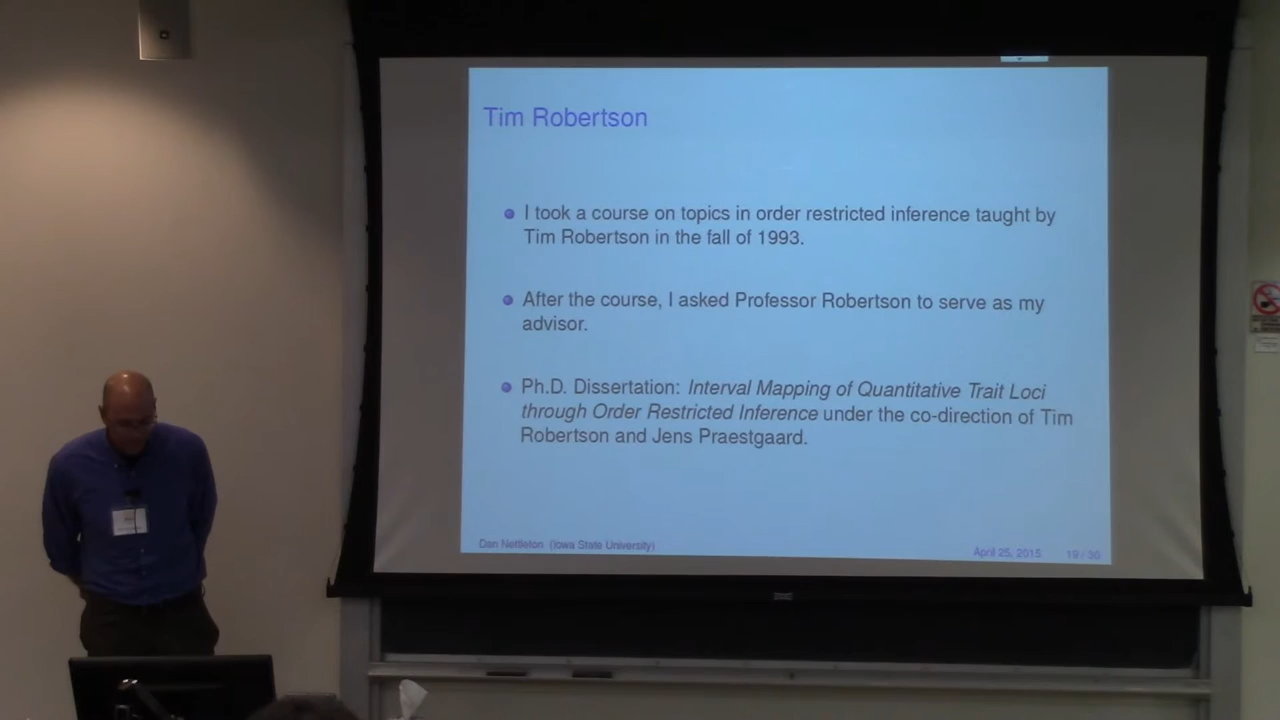 Tim Robertson
I took a course on topics in order restricted inference taught by
Tim Robertson in the fall of 1993.
After the course, I asked Professor Robertson to serve as my
advisor.
Ph.D. Dissertation: Interval Mapping of Quantitative Trait Loci
through Order Restricted Inference under the co-direction of Tim
Robertson and Jens Praestgaard.
Dan Nettleton (Iowa State University)
April 25, 2015 19 / 30